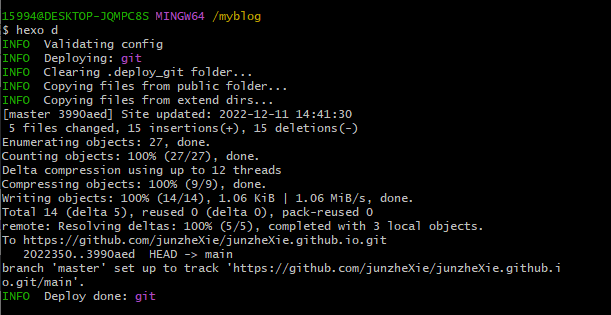 15994@DESKTOP-JQMPC8S MINGW64 /myblog
$ hexo d
INFO  Validating config
INFO  Deploying: git
INFO  Clearing .deploy_git folder...
INFO  Copying files from public folder...
INFO  Copying files from extend dirs...
[master 3990aed] Site updated: 2022-12-11 14:41:30
 5 files changed, 15 insertions(+), 15 deletions(-)
Enumerating objects: 27, done.
Counting objects: 100% (27/27), done.
Delta compression using up to 12 threads
Compressing objects: 100% (9/9), done.
Writing objects: 100% (14/14), 1.06 KiB | 1.06 MiB/s, done.
Total 14 (delta 5), reused 0 (delta 0), pack-reused 0
remote: Resolving deltas: 100% (5/5), completed with 3 local objects.
To https://github.com/junzheXie/junzheXie.github.io.git
   2022350..3990aed  HEAD -> main
branch 'master' set up to track 'https://github.com/junzheXie/junzheXie.github.i
o.git/main'.
INFO  Deploy done: git